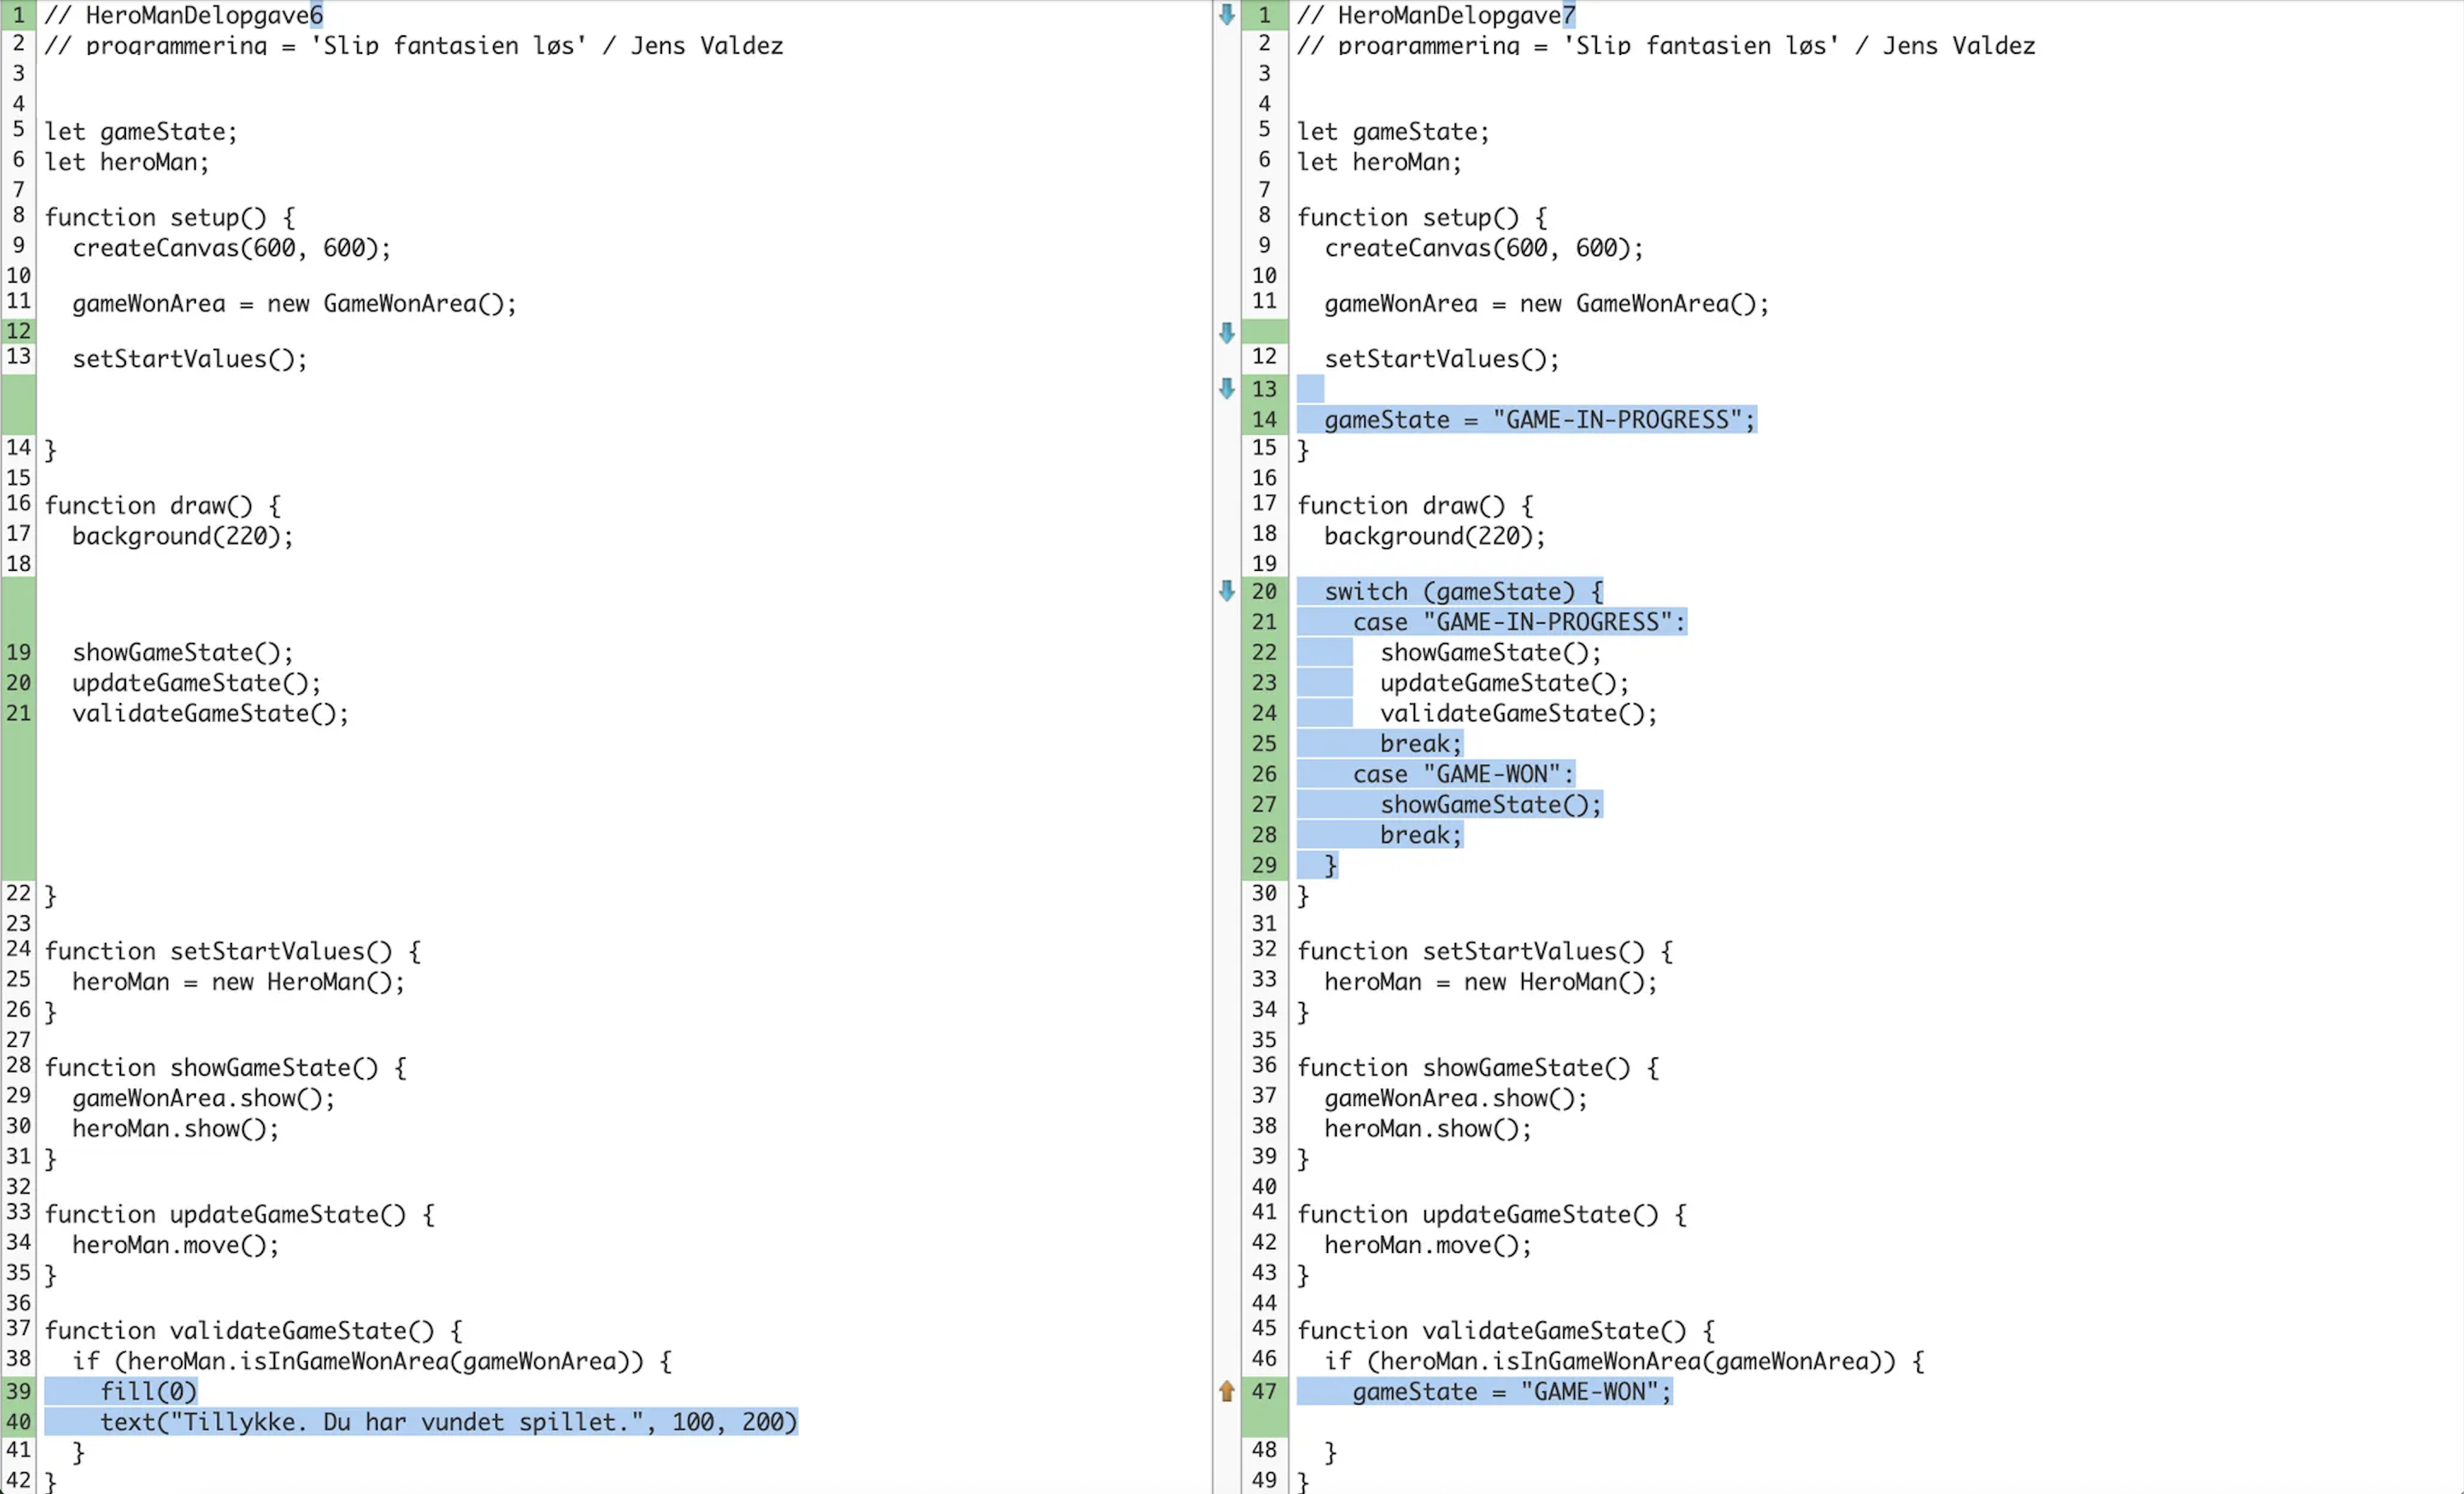 1 // HeroManDelopgave6
2 // programmering = 'Slip fantasien løs' / Jens Valdez
3
4
5 let gameState;
6 let heroMan;
7
8 function setup() {
9 createCanvas(600, 600);
10
11 gameWonArea = new GameWonArea();
12
13 setStartValues();
14 }
15
16 function draw() {
17 background(220);
18
19 showGameState();
20 updateGameState();
21 validateGameState();
22 }
23
24 function setStartValues() {
25 heroMan = new HeroMan();
26 }
27
28 function showGameState() {
29 gameWonArea.show();
30 heroMan.show();
31 }
32
33 function updateGameState() {
34 heroMan.move();
35 }
36
37 function validateGameState() {
38 if (heroMan.isInGameWonArea(gameWonArea)) {
39 fill(0)
40 text("Tillykke. Du har vundet spillet.", 100, 200)
41 }
42 }
1 // HeroManDelopgave7
2 // programmering = 'Slip fantasien løs' / Jens Valdez
3
4
5 let gameState;
6 let heroMan;
7
8 function setup() {
9 createCanvas(600, 600);
10
11 gameWonArea = new GameWonArea();
12 setStartValues();
13
14 gameState = "GAME-IN-PROGRESS";
15 }
16
17 function draw() {
18 background(220);
19
20 switch (gameState) {
21 case "GAME-IN-PROGRESS":
22 showGameState();
23 updateGameState();
24 validateGameState();
25 break;
26 case "GAME-WON":
27 showGameState();
28 break;
29 }
30 }
31
32 function setStartValues() {
33 heroMan = new HeroMan();
34 }
35
36 function showGameState() {
37 gameWonArea.show();
38 heroMan.show();
39 }
40
41 function updateGameState() {
42 heroMan.move();
43 }
44
45 function validateGameState() {
46 if (heroMan.isInGameWonArea(gameWonArea)) {
47 gameState = "GAME-WON";
48 }
49 }